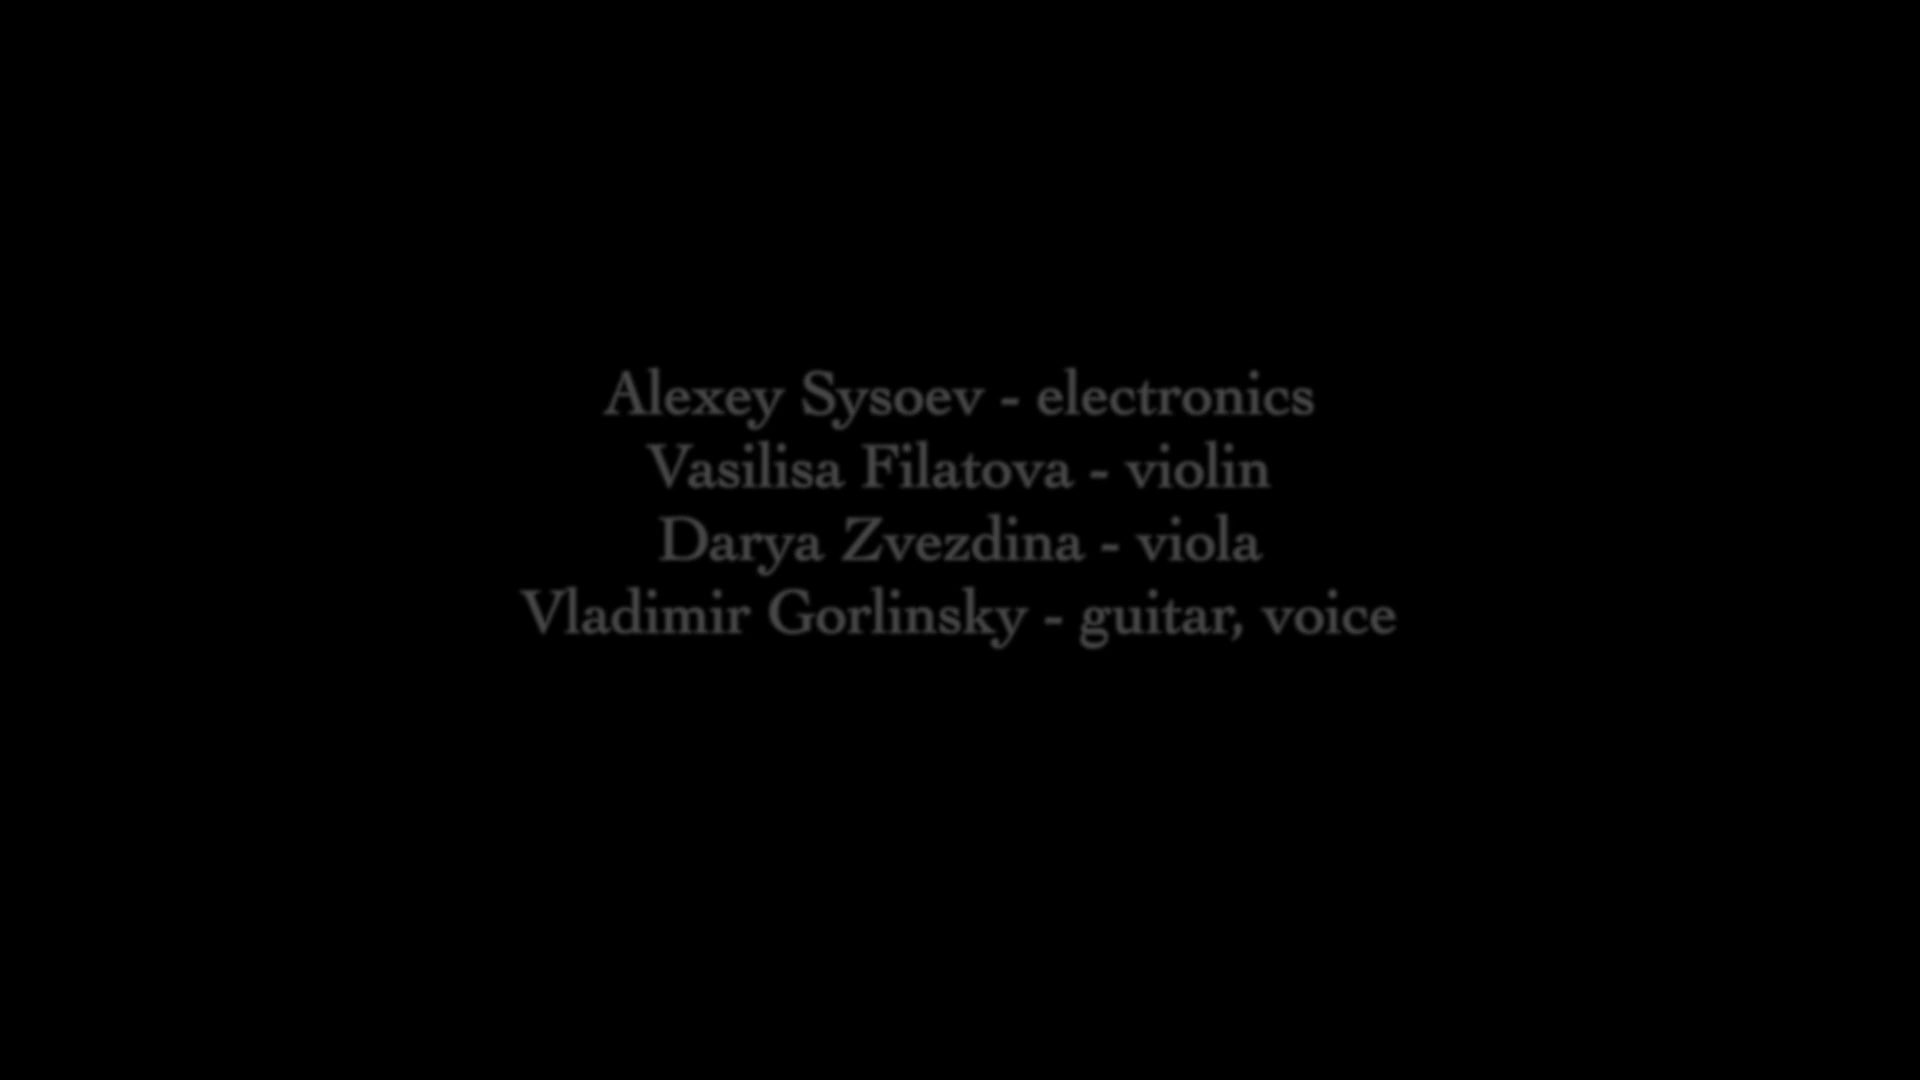 Alexey Sysoev - electronics
Vasilisa Filatova - violin
Darya Zvezdina - viola
Vladimir Gorlinsky - guitar, voice